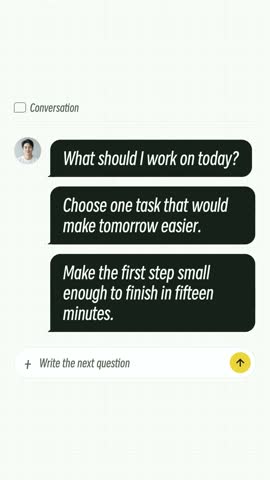 Conversation
What should I work on today?
Choose one task that would
make tomorrow easier.
Make the first step small
enough to finish in fifteen
minutes.
+ Write the next question